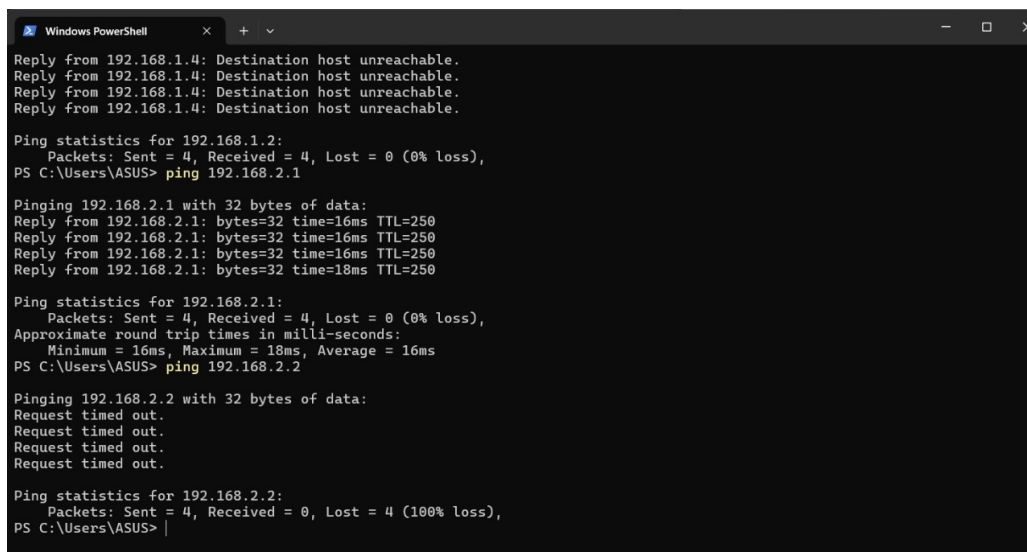 Windows PowerShell
Reply from 192.168.1.4: Destination host unreachable.
Reply from 192.168.1.4: Destination host unreachable.
Reply from 192.168.1.4: Destination host unreachable.
Reply from 192.168.1.4: Destination host unreachable.
Ping statistics for 192.168.1.2:
Packets: Sent = 4, Received = 4, Lost = 0 (0% loss),
PS C:\Users\ASUS> ping 192.168.2.1
Pinging 192.168.2.1 with 32 bytes of data:
Reply from 192.168.2.1: bytes=32 time=16ms TTL=250
Reply from 192.168.2.1: bytes=32 time=16ms TTL=250
Reply from 192.168.2.1: bytes=32 time=16ms TTL=250
Reply from 192.168.2.1: bytes=32 time=18ms TTL=250
Ping statistics for 192.168.2.1:
Packets: Sent = 4, Received = 4, Lost = 0 (0% loss),
Approximate round trip times in milli-seconds:
Minimum = 16ms, Maximum = 18ms, Average = 16ms
PS C:\Users\ASUS> ping 192.168.2.2
Pinging 192.168.2.2 with 32 bytes of data:
Request timed out.
Request timed out.
Request timed out.
Request timed out.
Ping statistics for 192.168.2.2:
Packets: Sent = 4, Received = 0, Lost = 4 (100% loss),
PS C:\Users\ASUS>